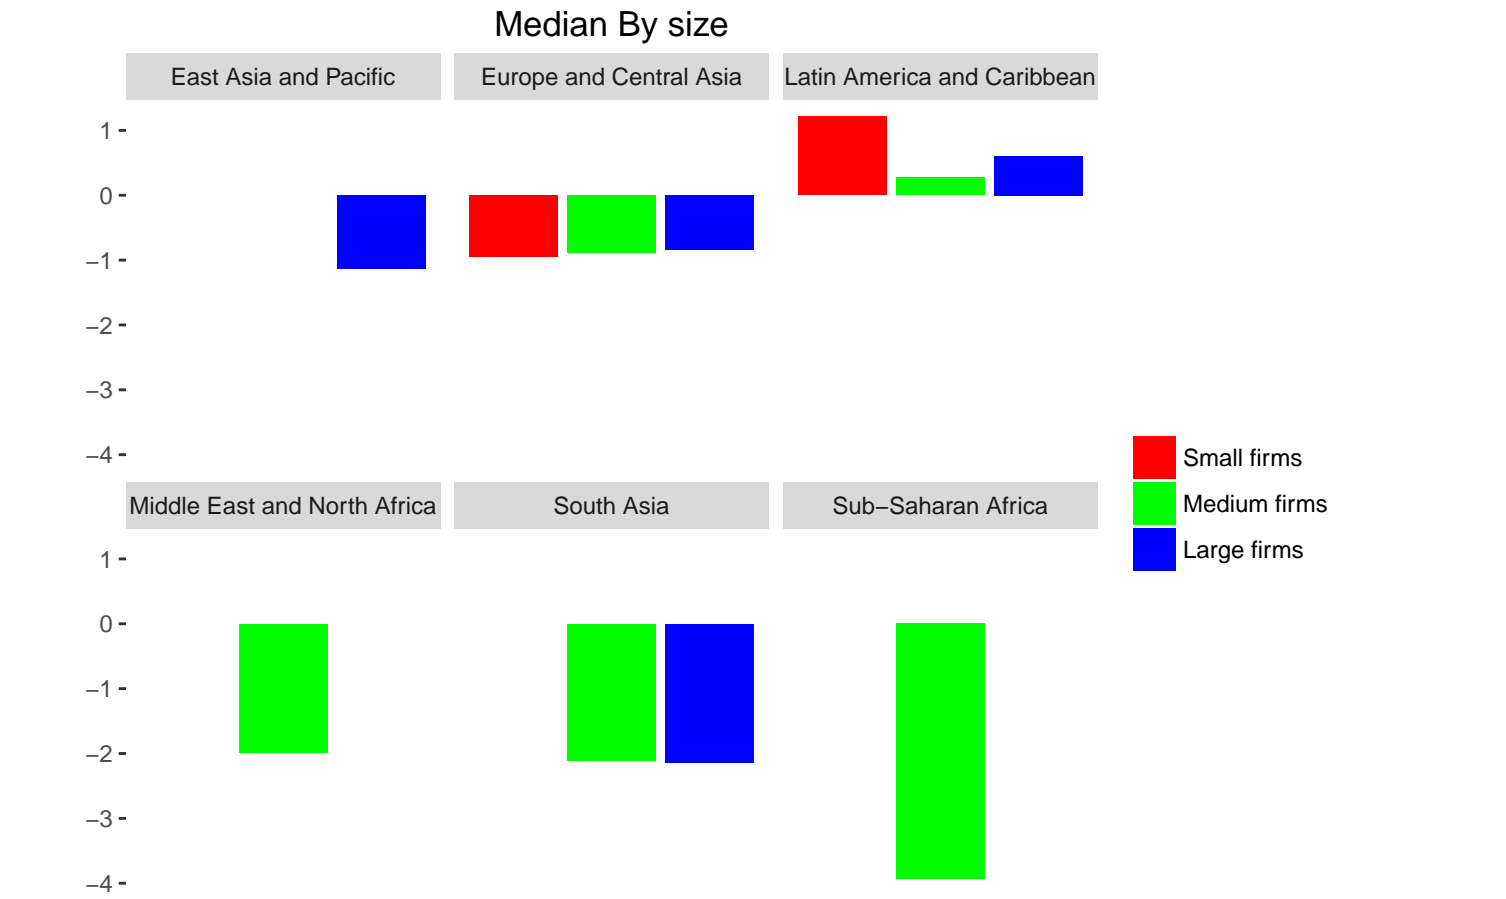 Median By size
East Asia and Pacific
Europe and Central Asia
Latin America and Caribbean
1
0
−1
−2
−3
−4
Middle East and North Africa
South Asia
Sub−Saharan Africa
1
0
−1
−2
−3
−4
Small firms
Medium firms
Large firms